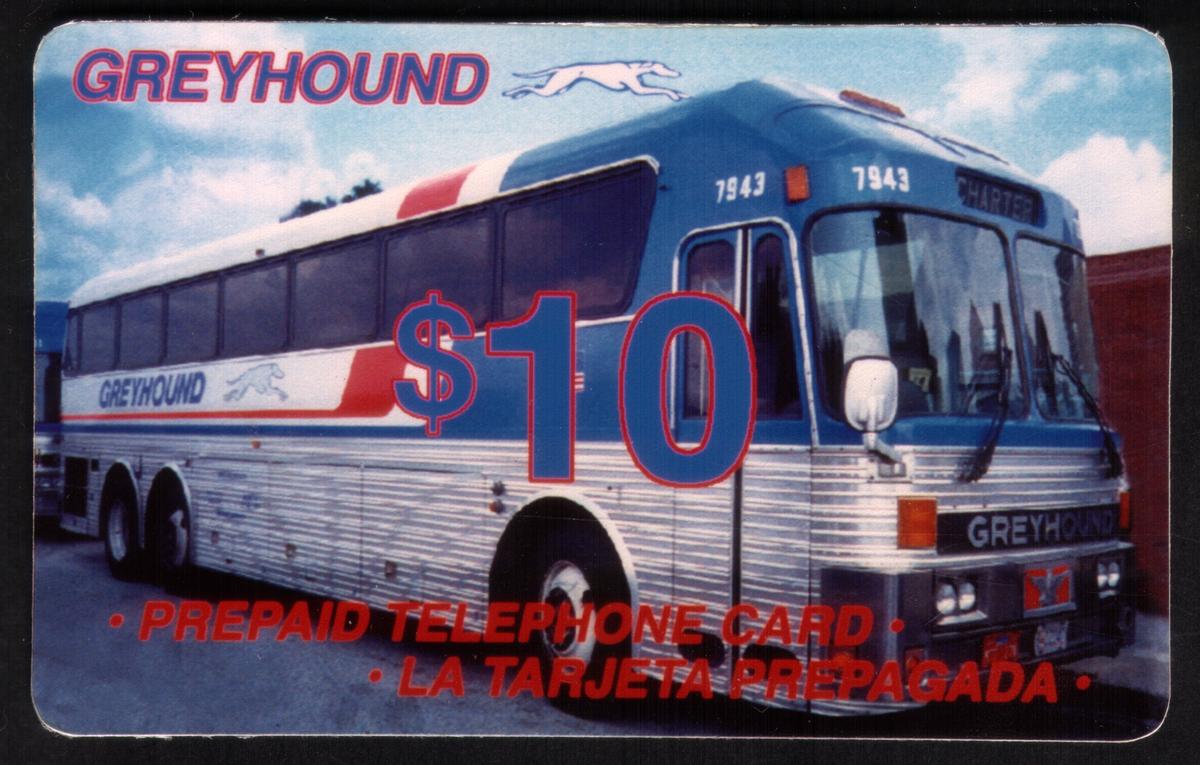 GREYHOUND
7943
7943
CHARTER
$10
GREYHOUND
GREYHOUND
• PREPAID TELEPHONE CARD •
• LA TARJETA PREPAGADA •